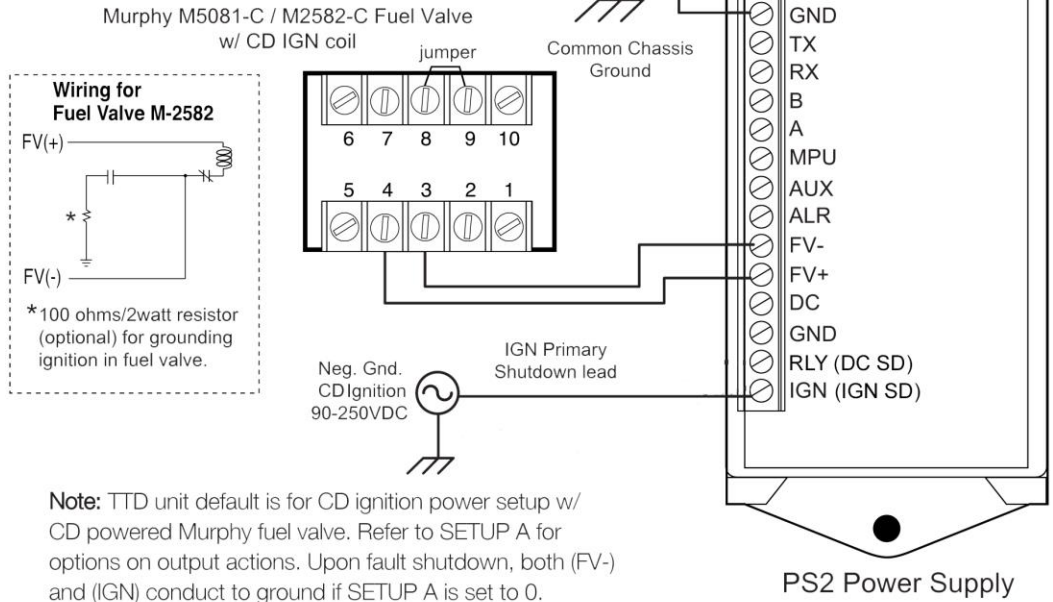 Murphy M5081-C / M2582-C Fuel Valve
w/ CD IGN coil
jumper
Common Chassis
Ground
Wiring for
Fuel Valve M-2582
FV(+)
*
FV(-)
*100 ohms/2watt resistor
(optional) for grounding
ignition in fuel valve.
6 7 8 9 10
5 4 3 2 1
GND
TX
RX
B
A
MPU
AUX
ALR
FV-
FV+
DC
GND
RLY (DC SD)
IGN (IGN SD)
IGN Primary
Shutdown lead
Neg. Gnd.
CD Ignition
90-250VDC
Note: TTD unit default is for CD ignition power setup w/
CD powered Murphy fuel valve. Refer to SETUP A for
options on output actions. Upon fault shutdown, both (FV-)
and (IGN) conduct to ground if SETUP A is set to 0.
PS2 Power Supply